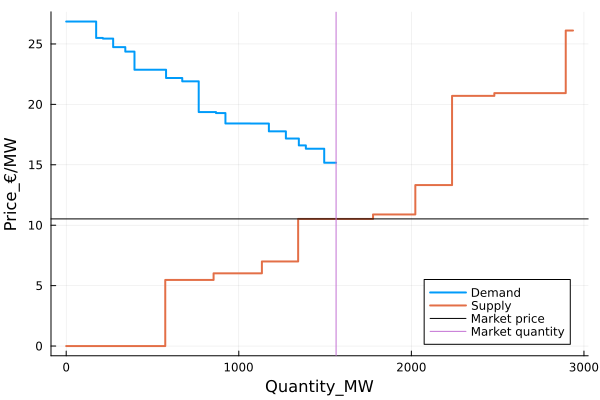 Price_€/MW
25
20
15
10
5
0
0 1000 2000 3000
Quantity_MW
Demand
Supply
Market price
Market quantity